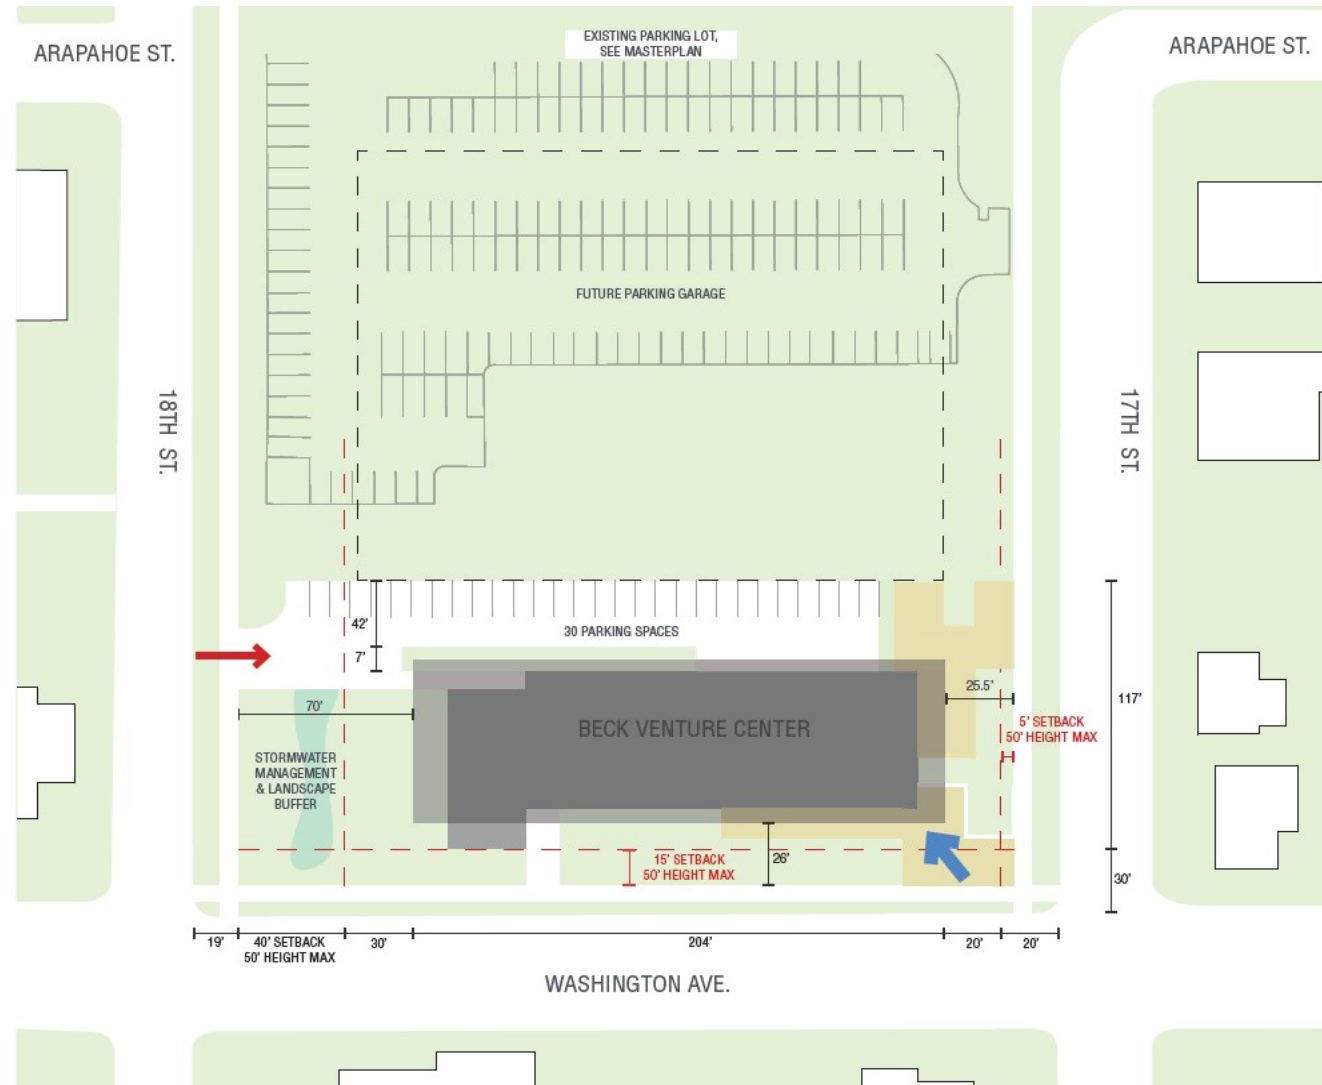 EXISTING PARKING LOT,
SEE MASTERPLAN
ARAPAHOE ST.
ARAPAHOE ST.
FUTURE PARKING GARAGE
18TH ST.
17TH ST.
42'
30 PARKING SPACES
7'
70'
25.5'
117'
BECK VENTURE CENTER
5' SETBACK
50' HEIGHT MAX
STORMWATER
MANAGEMENT
& LANDSCAPE
BUFFER
15' SETBACK
50' HEIGHT MAX
26'
30'
19'
40' SETBACK
50' HEIGHT MAX
30'
204'
20'
20'
WASHINGTON AVE.